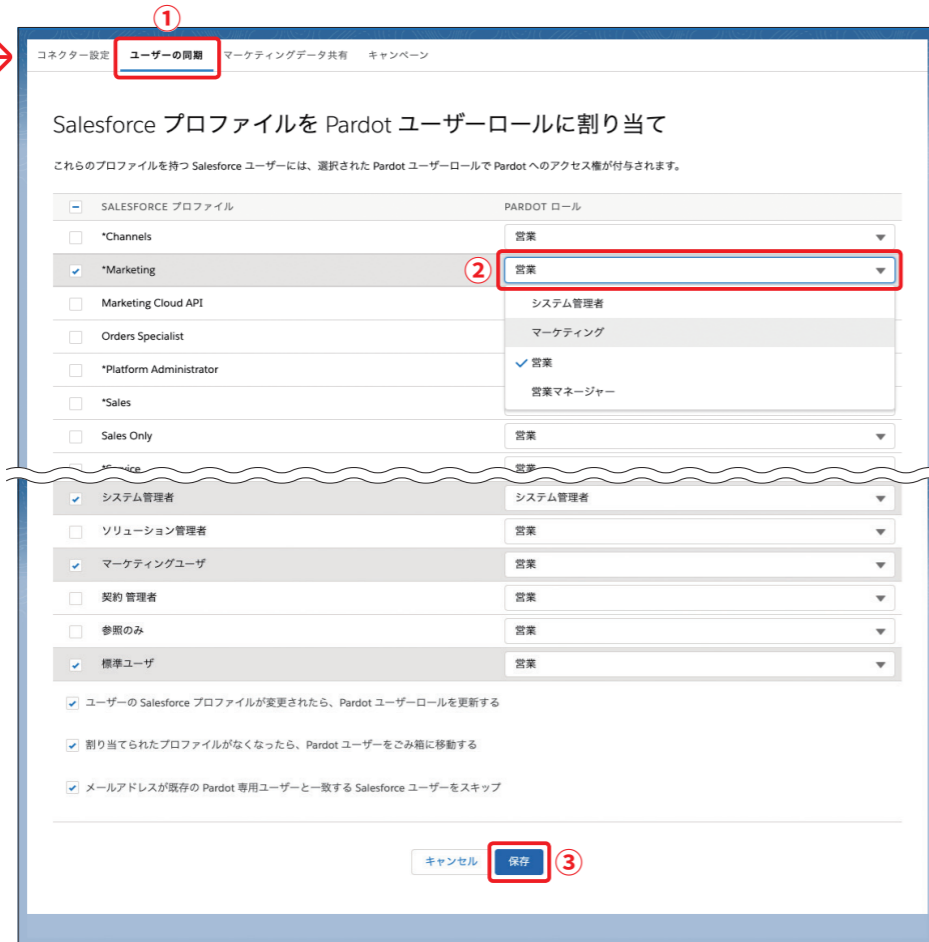 ①
コネクター設定 ユーザーの同期 マーケティングデータ共有 キャンペーン
Salesforce プロファイルを Pardot ユーザーロールに割り当て
これらのプロファイルを持つ Salesforce ユーザーには、選択された Pardot ユーザーロールで Pardot へのアクセス権が付与されます。
SALESFORCE プロファイル PARDOT ロール
*Channels 営業
*Marketing ② 営業
Marketing Cloud API システム管理者
Orders Specialist マーケティング
*Platform Administrator 営業
*Sales 営業マネージャー
Sales Only 営業
*Service 営業
システム管理者 システム管理者
ソリューション管理者 営業
マーケティングユーザ 営業
契約 管理者 営業
参照のみ 営業
標準ユーザ 営業
ユーザーの Salesforce プロファイルが変更されたら、Pardot ユーザーロールを更新する
割り当てられたプロファイルがなくなったら、Pardot ユーザーをごみ箱に移動する
メールアドレスが既存の Pardot 専用ユーザーと一致する Salesforce ユーザーをスキップ
キャンセル 保存 ③